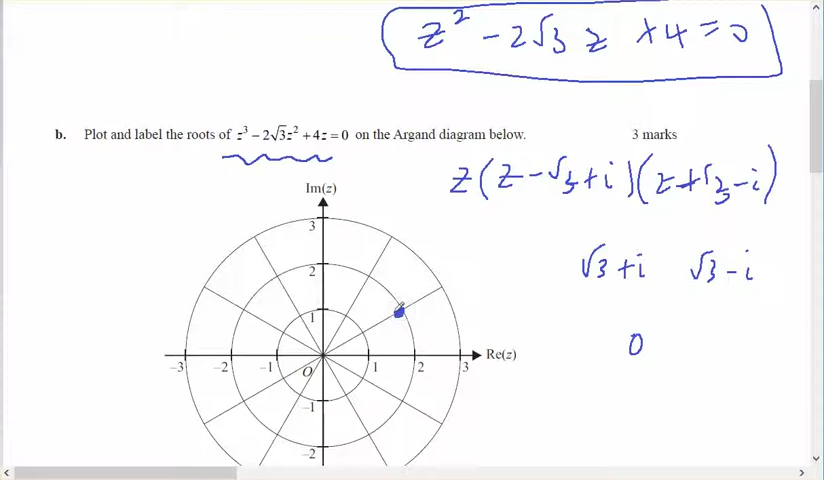 z² - 2√3 z + 4 = 0
b. Plot and label the roots of z³ − 2√3z² + 4z = 0 on the Argand diagram below. 3 marks
z(z - √3 + i)(z + √3 - i)
Im(z)
3
√3 + i √3 - i
2
1
0
−3 −2 −1 O 1 2 3 Re(z)
−1
−2